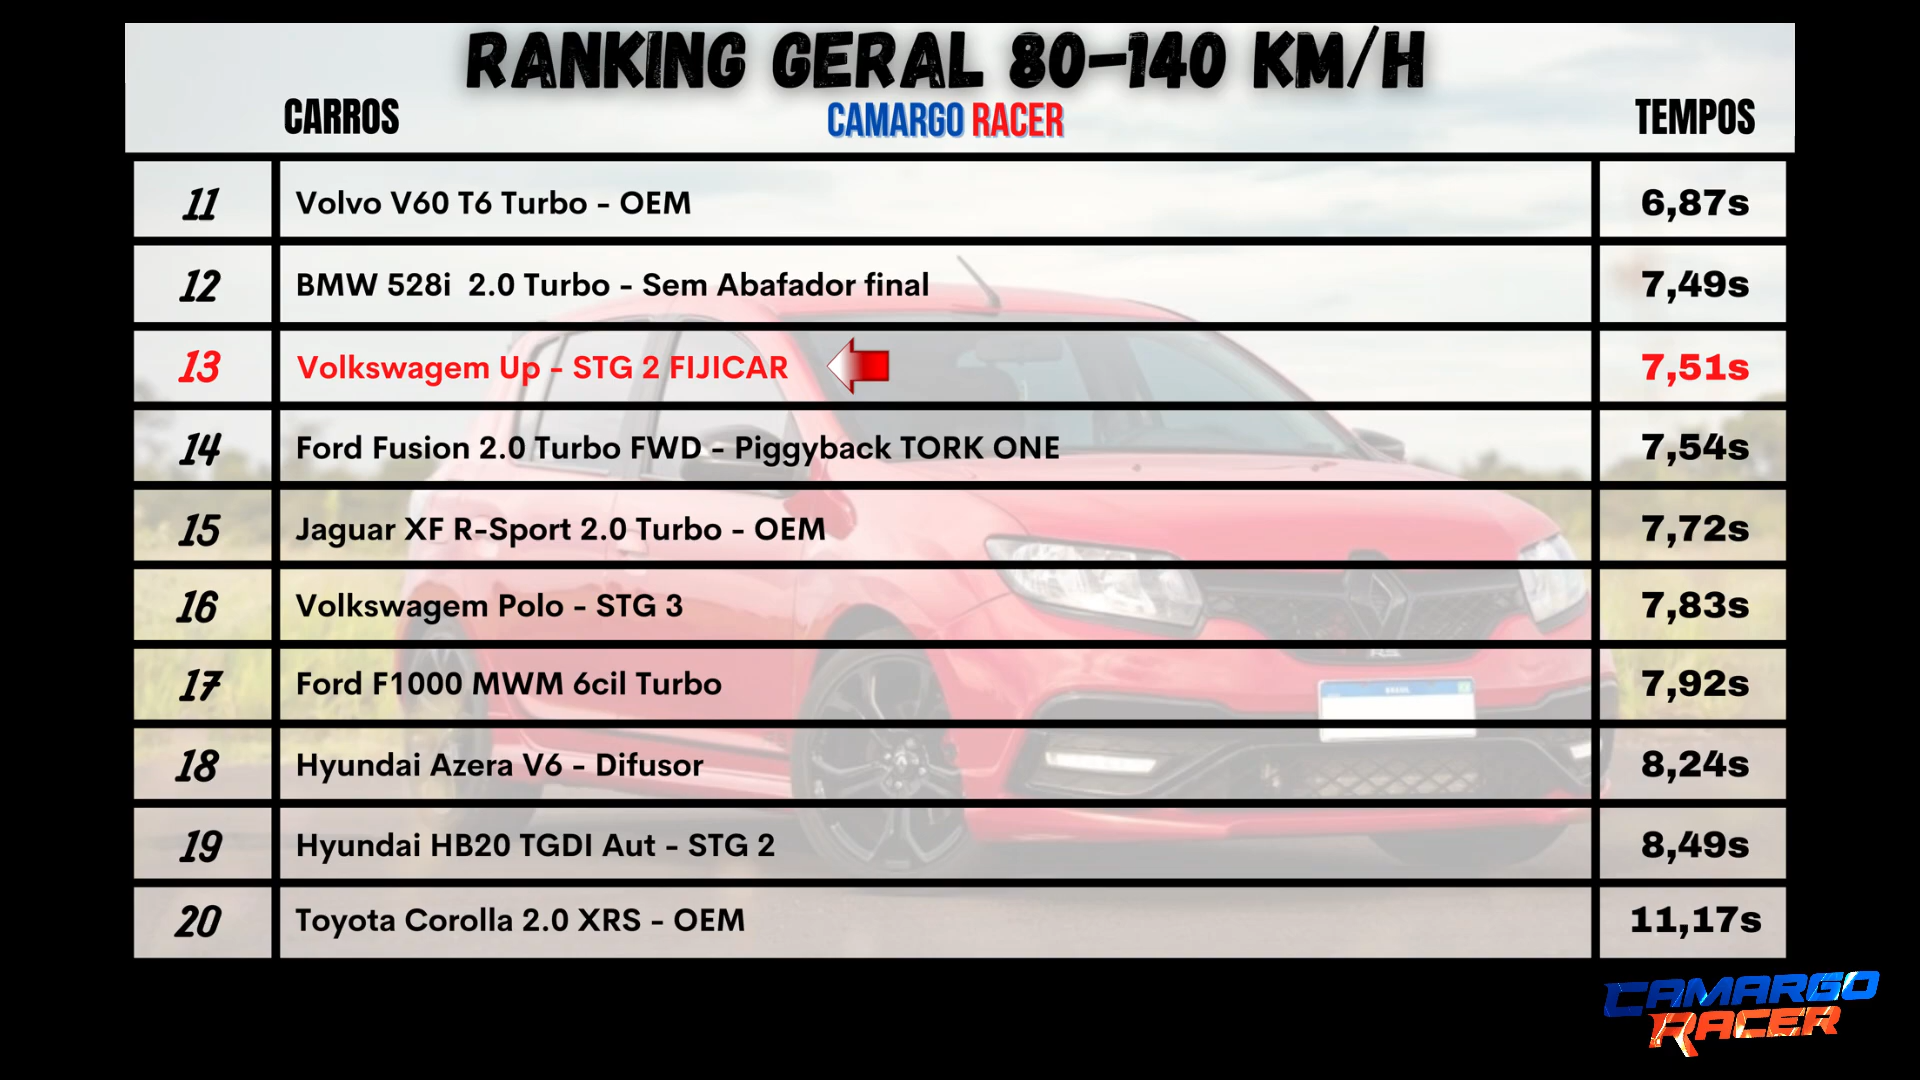 RANKING GERAL 80-140 KM/H
CARROS CAMARGO RACER TEMPOS
11 Volvo V60 T6 Turbo - OEM 6,87s
12 BMW 528i 2.0 Turbo - Sem Abafador final 7,49s
13 Volkswagem Up - STG 2 FIJICAR 7,51s
14 Ford Fusion 2.0 Turbo FWD - Piggyback TORK ONE 7,54s
15 Jaguar XF R-Sport 2.0 Turbo - OEM 7,72s
16 Volkswagem Polo - STG 3 7,83s
17 Ford F1000 MWM 6cil Turbo 7,92s
18 Hyundai Azera V6 - Difusor 8,24s
19 Hyundai HB20 TGDI Aut - STG 2 8,49s
20 Toyota Corolla 2.0 XRS - OEM 11,17s
CAMARGO
RACER